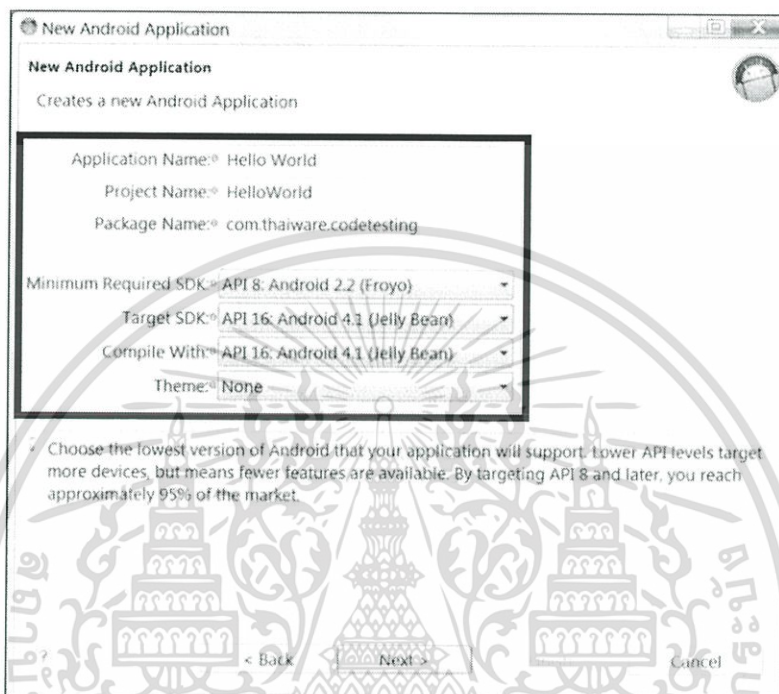 New Android Application
New Android Application
Creates a new Android Application
Application Name: Hello World
Project Name: HelloWorld
Package Name: com.thaiware.codetesting
Minimum Required SDK: API 8: Android 2.2 (Froyo)
Target SDK: API 16: Android 4.1 (Jelly Bean)
Compile With: API 16: Android 4.1 (Jelly Bean)
Theme: None
Choose the lowest version of Android that your application will support. Lower API levels target
more devices, but means fewer features are available. By targeting API 8 and later, you reach
approximately 95% of the market.
?
< Back
Next >
Cancel